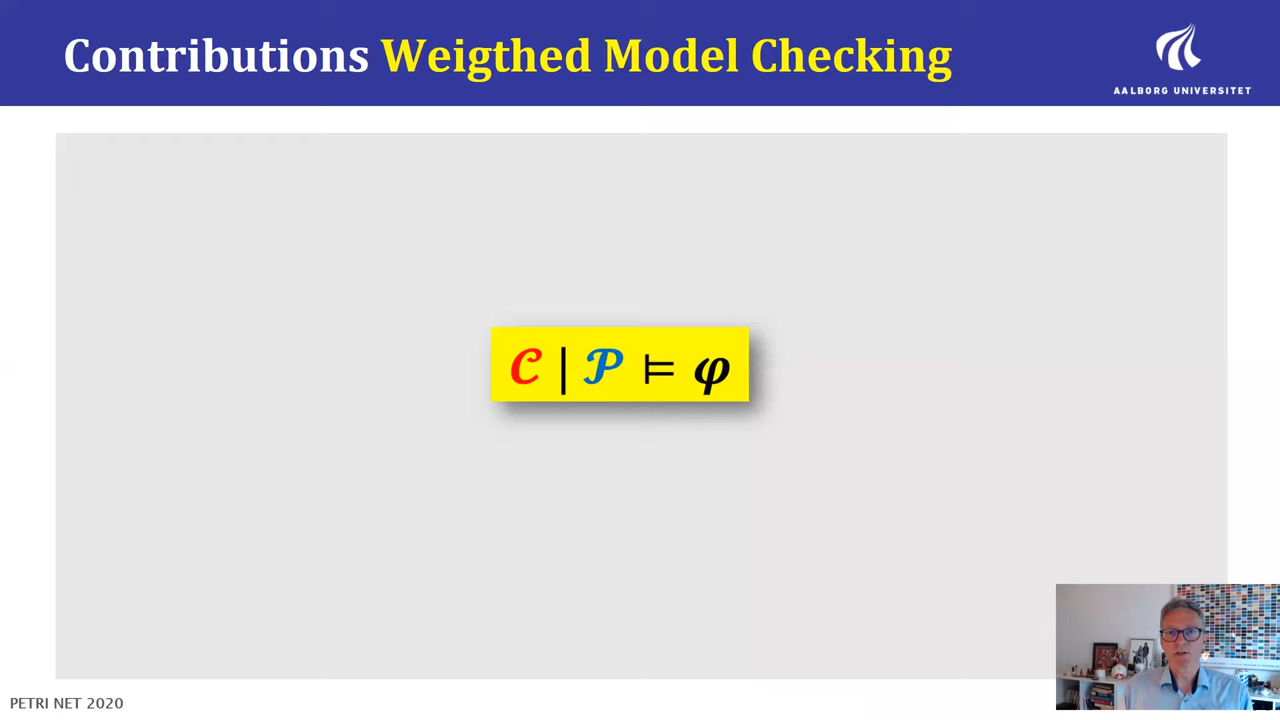 Contributions Weigthed Model Checking
AALBORG UNIVERSITET
𝒞 | 𝒫 ⊨ φ
PETRI NET 2020